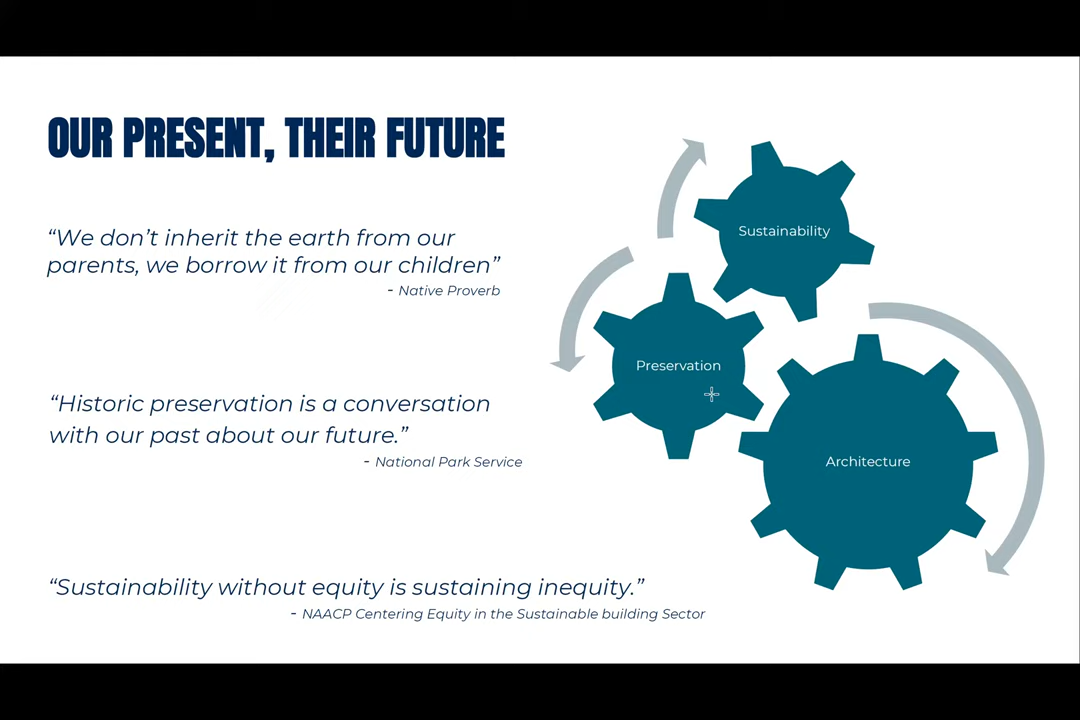 OUR PRESENT, THEIR FUTURE
“We don’t inherit the earth from our
parents, we borrow it from our children”
- Native Proverb
“Historic preservation is a conversation
with our past about our future.”
- National Park Service
“Sustainability without equity is sustaining inequity.”
- NAACP Centering Equity in the Sustainable building Sector
Sustainability
Preservation
Architecture